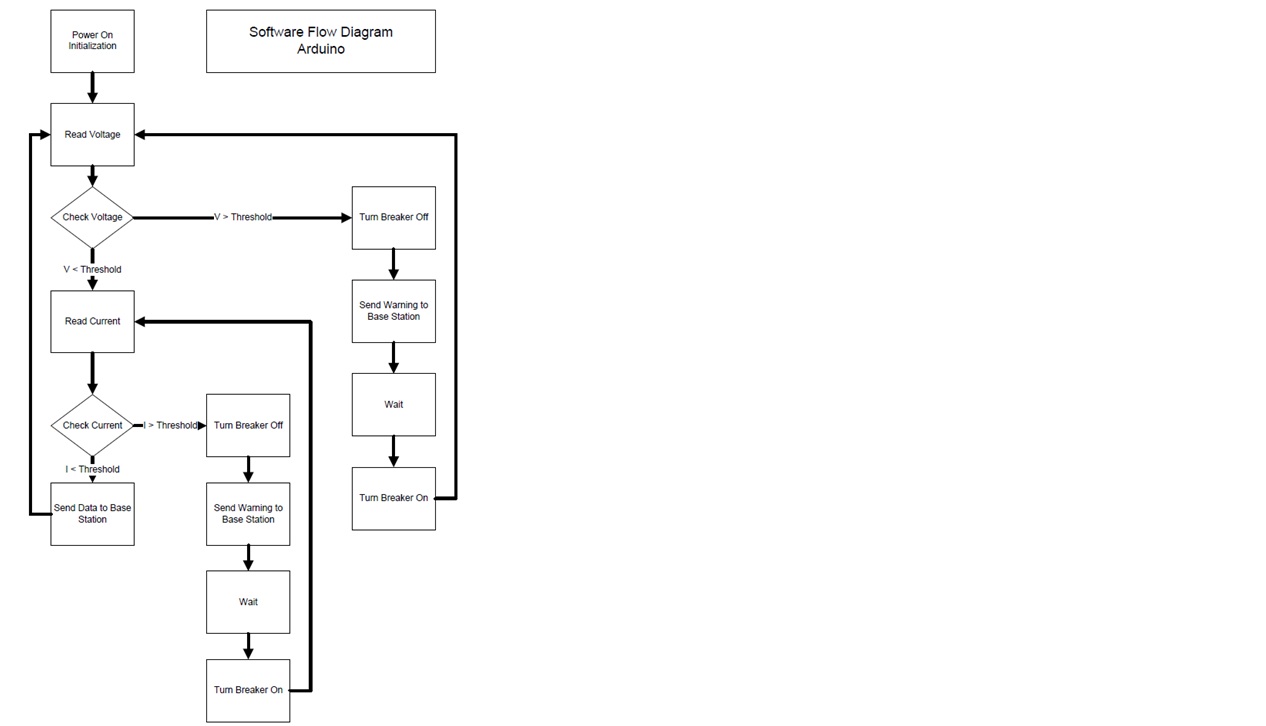 Power On
Initialization
Software Flow Diagram
Arduino
Read Voltage
Check Voltage
V > Threshold
Turn Breaker Off
V < Threshold
Send Warning to
Base Station
Read Current
Wait
Check Current
I > Threshold
Turn Breaker Off
I < Threshold
Turn Breaker On
Send Data to Base
Station
Send Warning to
Base Station
Wait
Turn Breaker On